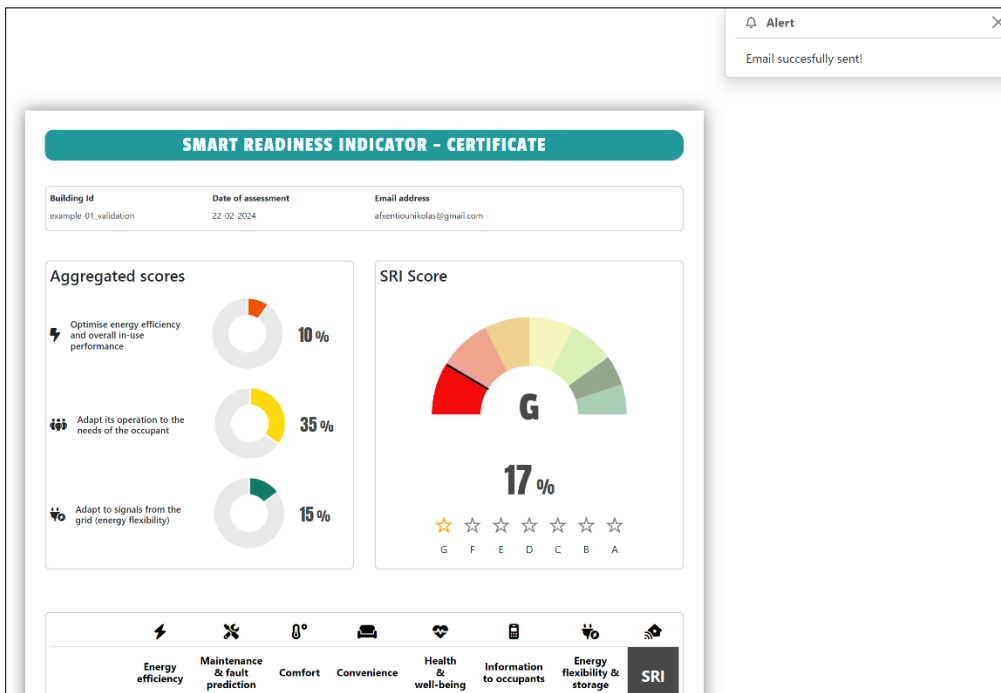 Alert
Email succesfully sent!
SMART READINESS INDICATOR - CERTIFICATE
Building Id
Date of assessment
Email address
example-01_validation
22-02-2024
afxentiounikolas@gmail.com
Aggregated scores
Optimise energy efficiency
and overall in-use
performance
10 %
Adapt its operation to the
needs of the occupant
35 %
Adapt to signals from the
grid (energy flexibility)
15 %
SRI Score
G
17 %
G F E D C B A
Energy
efficiency
Maintenance
& fault
prediction
Comfort
Convenience
Health
&
well-being
Information
to occupants
Energy
flexibility &
storage
SRI